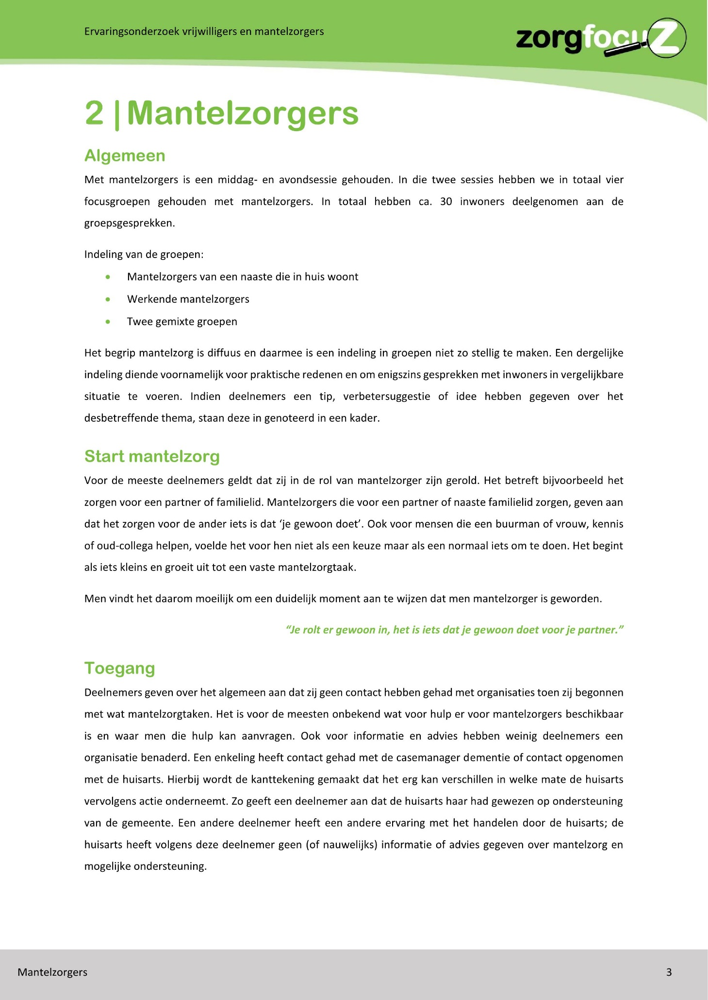 Ervaringsonderzoek vrijwilligers en mantelzorgers
zorgfocuZ
2 | Mantelzorgers
Algemeen
Met mantelzorgers is een middag- en avondsessie gehouden. In die twee sessies hebben we in totaal vier
focusgroepen gehouden met mantelzorgers. In totaal hebben ca. 30 inwoners deelgenomen aan de
groepsgesprekken.
Indeling van de groepen:
• Mantelzorgers van een naaste die in huis woont
• Werkende mantelzorgers
• Twee gemixte groepen
Het begrip mantelzorg is diffuus en daarmee is een indeling in groepen niet zo stellig te maken. Een dergelijke
indeling diende voornamelijk voor praktische redenen en om enigszins gesprekken met inwoners in vergelijkbare
situatie te voeren. Indien deelnemers een tip, verbetersuggestie of idee hebben gegeven over het
desbetreffende thema, staan deze in genoteerd in een kader.
Start mantelzorg
Voor de meeste deelnemers geldt dat zij in de rol van mantelzorger zijn gerold. Het betreft bijvoorbeeld het
zorgen voor een partner of familielid. Mantelzorgers die voor een partner of naaste familielid zorgen, geven aan
dat het zorgen voor de ander iets is dat ‘je gewoon doet’. Ook voor mensen die een buurman of vrouw, kennis
of oud-collega helpen, voelde het voor hen niet als een keuze maar als een normaal iets om te doen. Het begint
als iets kleins en groeit uit tot een vaste mantelzorgtaak.
Men vindt het daarom moeilijk om een duidelijk moment aan te wijzen dat men mantelzorger is geworden.
“Je rolt er gewoon in, het is iets dat je gewoon doet voor je partner.”
Toegang
Deelnemers geven over het algemeen aan dat zij geen contact hebben gehad met organisaties toen zij begonnen
met wat mantelzorgtaken. Het is voor de meesten onbekend wat voor hulp er voor mantelzorgers beschikbaar
is en waar men die hulp kan aanvragen. Ook voor informatie en advies hebben weinig deelnemers een
organisatie benaderd. Een enkeling heeft contact gehad met de casemanager dementie of contact opgenomen
met de huisarts. Hierbij wordt de kanttekening gemaakt dat het erg kan verschillen in welke mate de huisarts
vervolgens actie onderneemt. Zo geeft een deelnemer aan dat de huisarts haar had gewezen op ondersteuning
van de gemeente. Een andere deelnemer heeft een andere ervaring met het handelen door de huisarts; de
huisarts heeft volgens deze deelnemer geen (of nauwelijks) informatie of advies gegeven over mantelzorg en
mogelijke ondersteuning.
Mantelzorgers
3